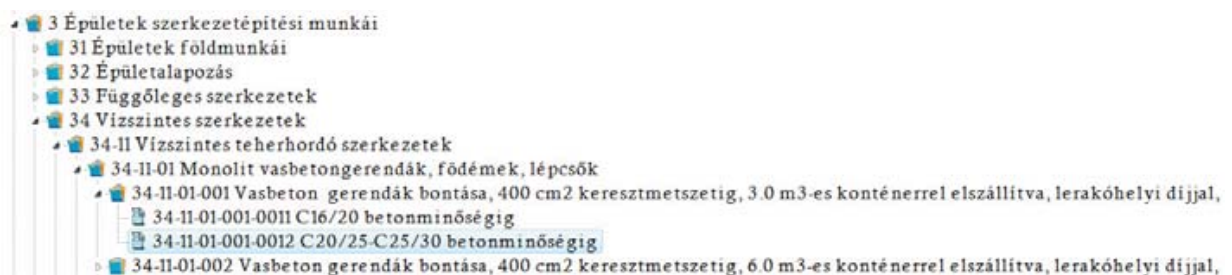 3 Épületek szerkezetépítési munkái
31 Épületek földmunkái
32 Épületalapozás
33 Függőleges szerkezetek
34 Vízszintes szerkezetek
34-11 Vízszintes teherhordó szerkezetek
34-11-01 Monolit vasbetongerendák, födémek, lépcsők
34-11-01-001 Vasbeton gerendák bontása, 400 cm2 keresztmetszetig, 3.0 m3-es konténerrel elszállítva, lerakóhelyi díjjal,
34-11-01-001-0011 C16/20 betonminőségig
34-11-01-001-0012 C20/25-C25/30 betonminőségig
34-11-01-002 Vasbeton gerendák bontása, 400 cm2 keresztmetszetig, 6.0 m3-es konténerrel elszállítva, lerakóhelyi díjjal,